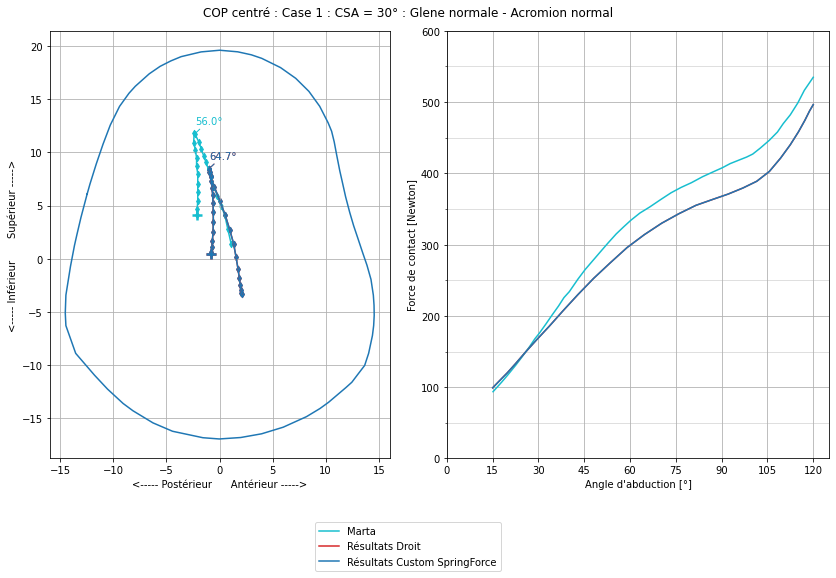 COP centré : Case 1 : CSA = 30° : Glene normale - Acromion normal
20
15
10
5
0
−5
−10
−15
<----- Inférieur      Supérieur ----->
56.0°
64.7°
−15 −10 −5 0 5 10 15
<----- Postérieur      Antérieur ----->
600
500
400
300
200
100
0
Force de contact [Newton]
0 15 30 45 60 75 90 105 120
Angle d'abduction [°]
Marta
Résultats Droit
Résultats Custom SpringForce